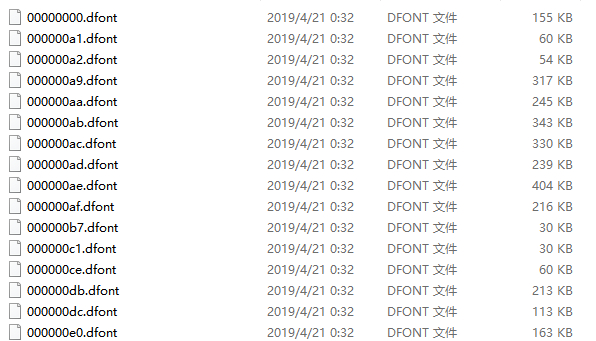 00000000.dfont 2019/4/21 0:32 DFONT 文件 155 KB
000000a1.dfont 2019/4/21 0:32 DFONT 文件 60 KB
000000a2.dfont 2019/4/21 0:32 DFONT 文件 54 KB
000000a9.dfont 2019/4/21 0:32 DFONT 文件 317 KB
000000aa.dfont 2019/4/21 0:32 DFONT 文件 245 KB
000000ab.dfont 2019/4/21 0:32 DFONT 文件 343 KB
000000ac.dfont 2019/4/21 0:32 DFONT 文件 330 KB
000000ad.dfont 2019/4/21 0:32 DFONT 文件 239 KB
000000ae.dfont 2019/4/21 0:32 DFONT 文件 404 KB
000000af.dfont 2019/4/21 0:32 DFONT 文件 216 KB
000000b7.dfont 2019/4/21 0:32 DFONT 文件 30 KB
000000c1.dfont 2019/4/21 0:32 DFONT 文件 30 KB
000000ce.dfont 2019/4/21 0:32 DFONT 文件 60 KB
000000db.dfont 2019/4/21 0:32 DFONT 文件 213 KB
000000dc.dfont 2019/4/21 0:32 DFONT 文件 113 KB
000000e0.dfont 2019/4/21 0:32 DFONT 文件 163 KB